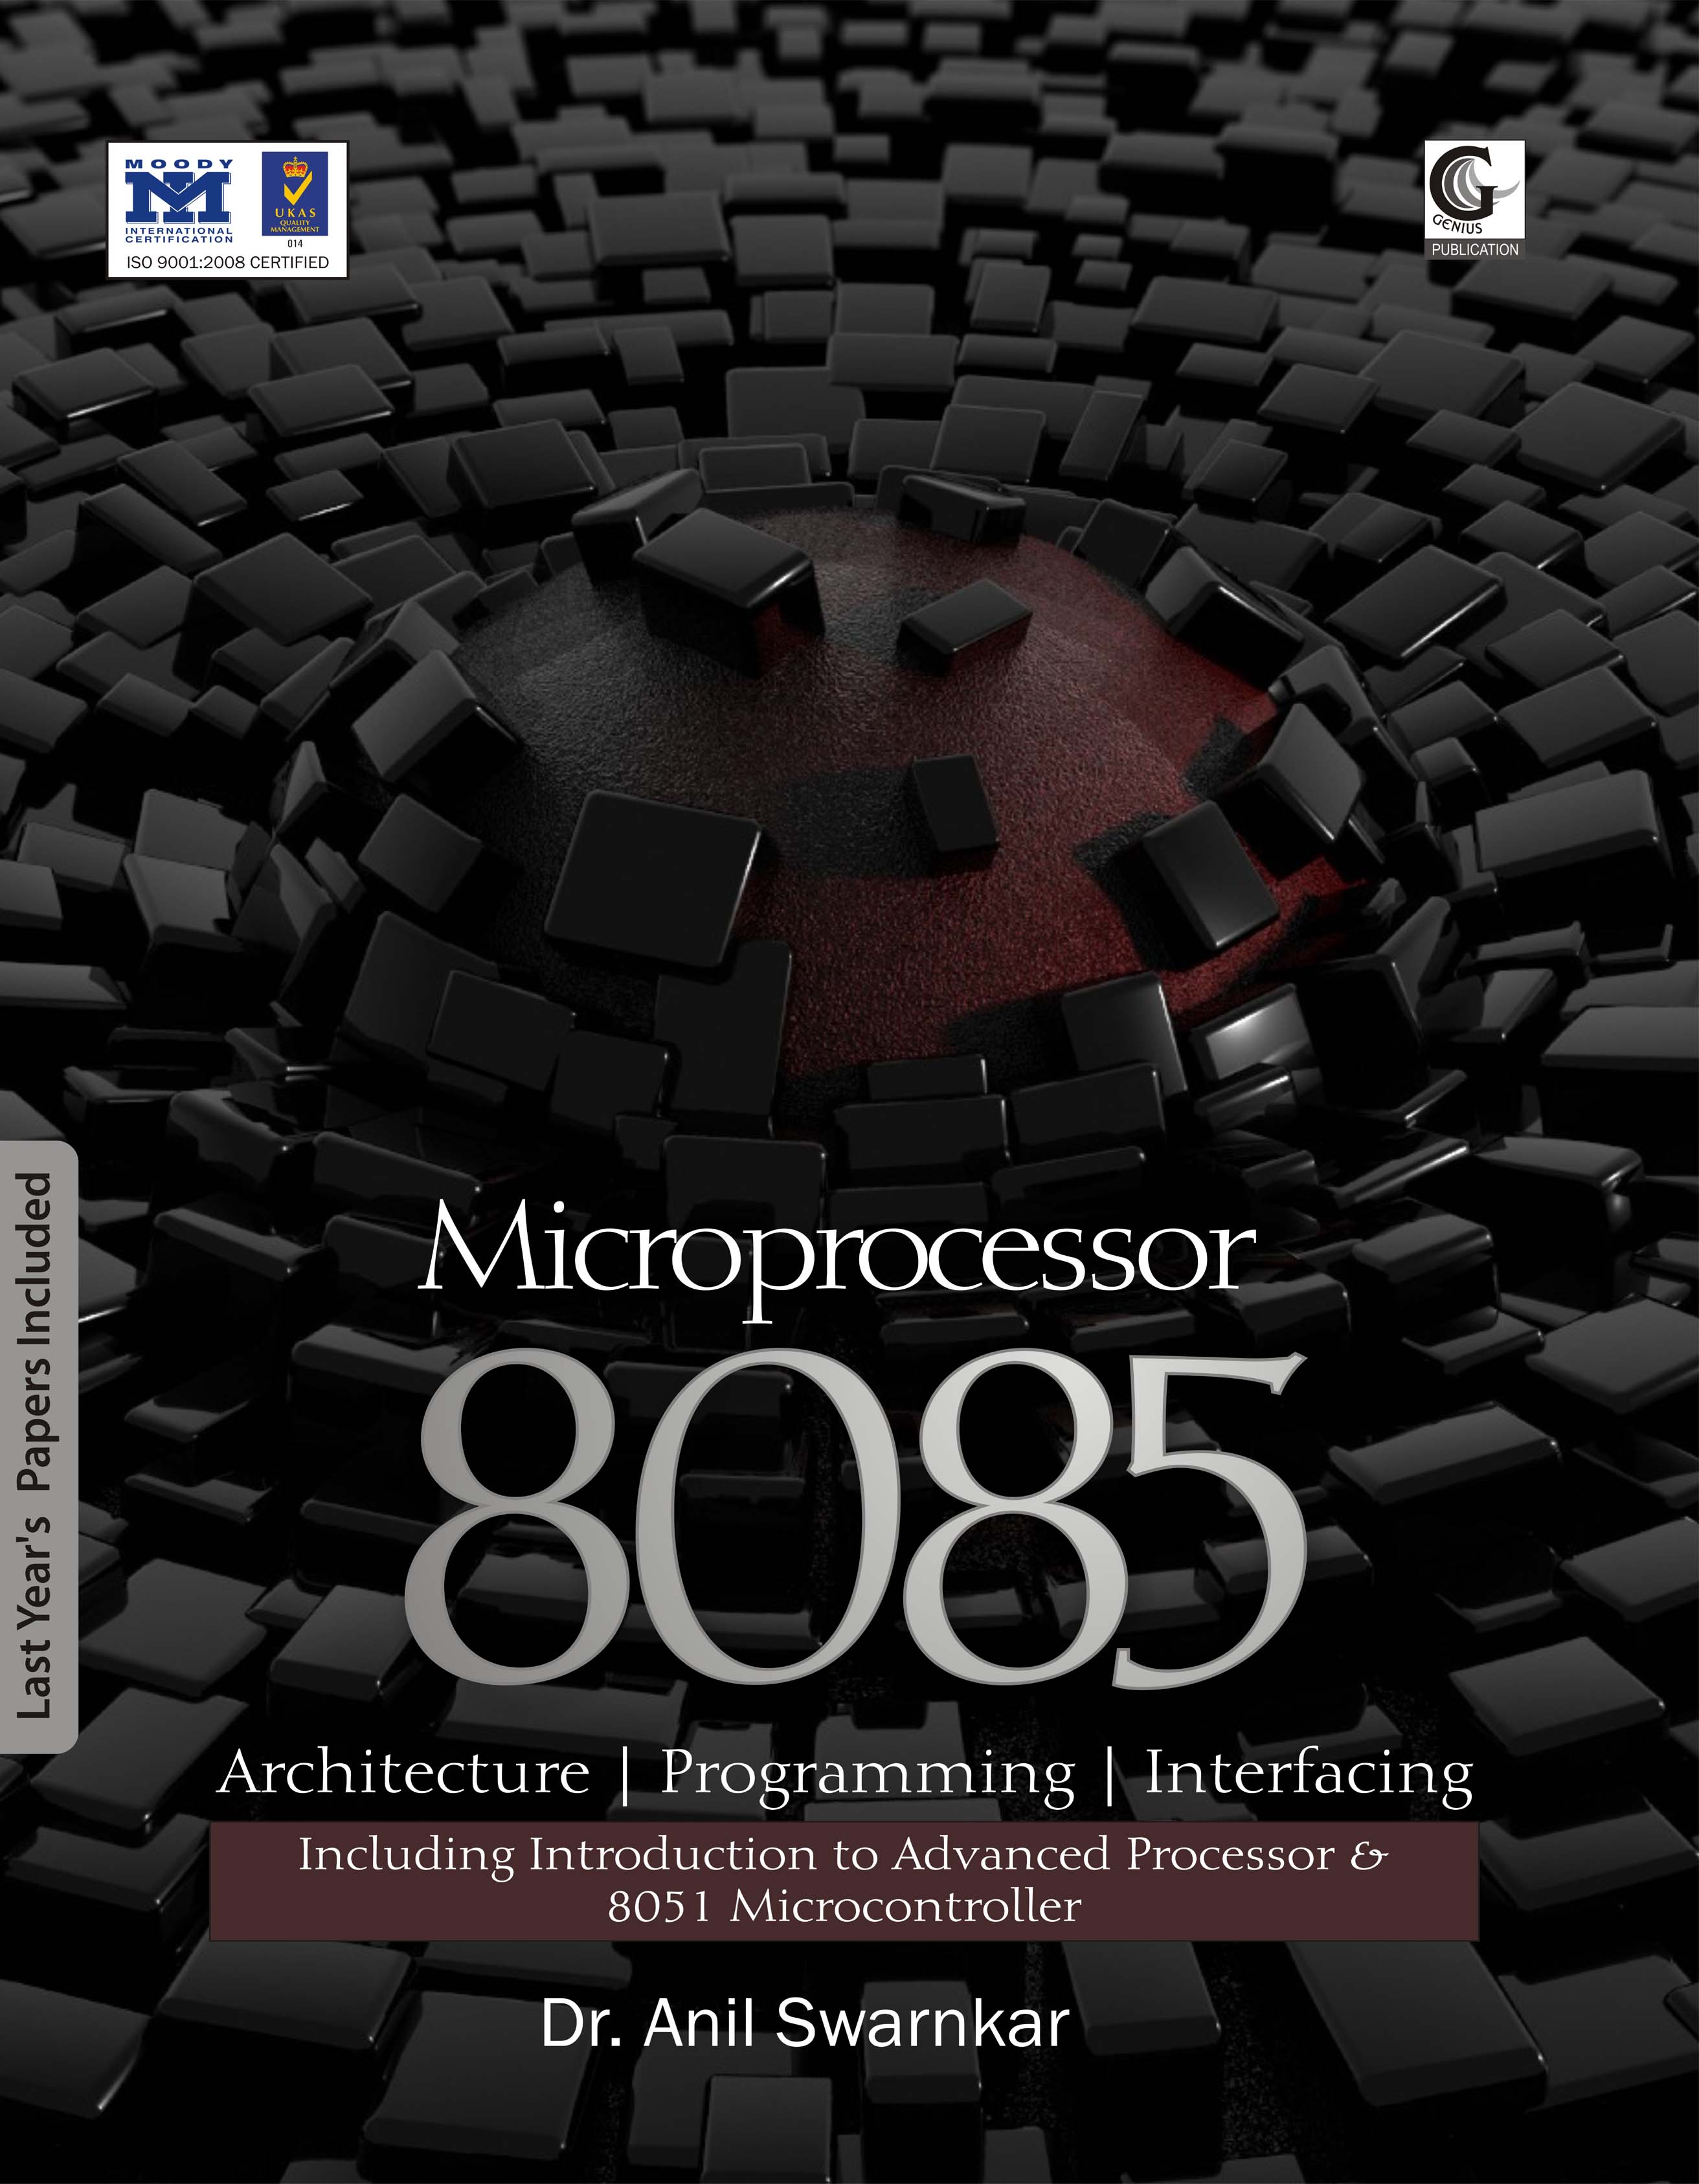 MOODY
INTERNATIONAL
CERTIFICATION
UKAS
QUALITY
MANAGEMENT
014
ISO 9001:2008 CERTIFIED
G
GENIUS
PUBLICATION
Last Year's Papers Included
Microprocessor
8085
Architecture | Programming | Interfacing
Including Introduction to Advanced Processor &
8051 Microcontroller
Dr. Anil Swarnkar